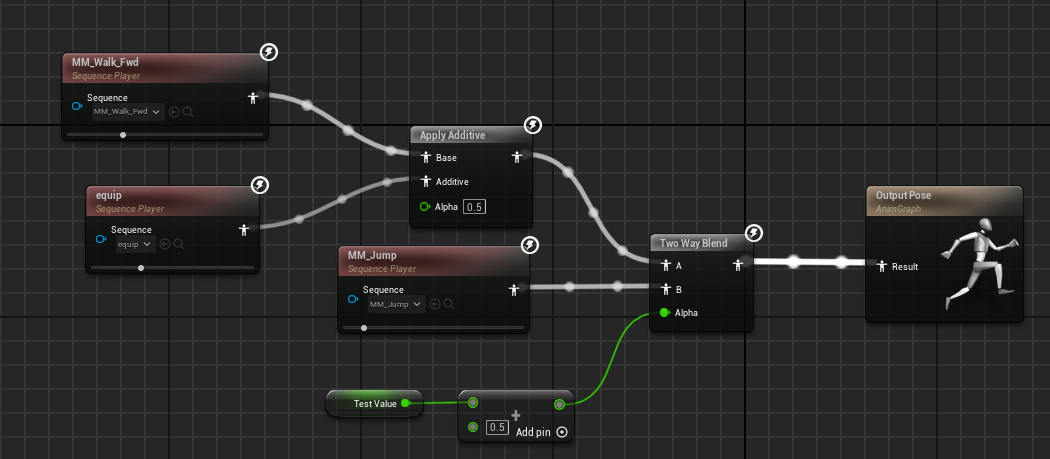 MM_Walk_Fwd
Sequence Player
Sequence
MM_Walk_Fwd
equip
Sequence Player
Sequence
equip
Apply Additive
Base
Additive
Alpha 0.5
MM_Jump
Sequence Player
Sequence
MM_Jump
Test Value
0.5
Add pin
Two Way Blend
A
B
Alpha
Output Pose
AnimGraph
Result